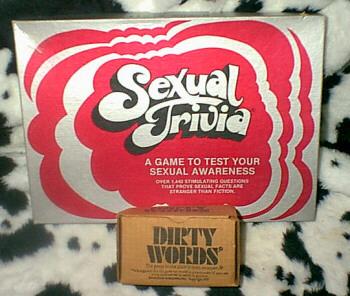 Sexual
Trivia
A GAME TO TEST YOUR
SEXUAL AWARENESS
OVER 1,440 STIMULATING QUESTIONS
THAT PROVE SEXUAL FACTS ARE
STRANGER THAN FICTION.
DIRTY
WORDS